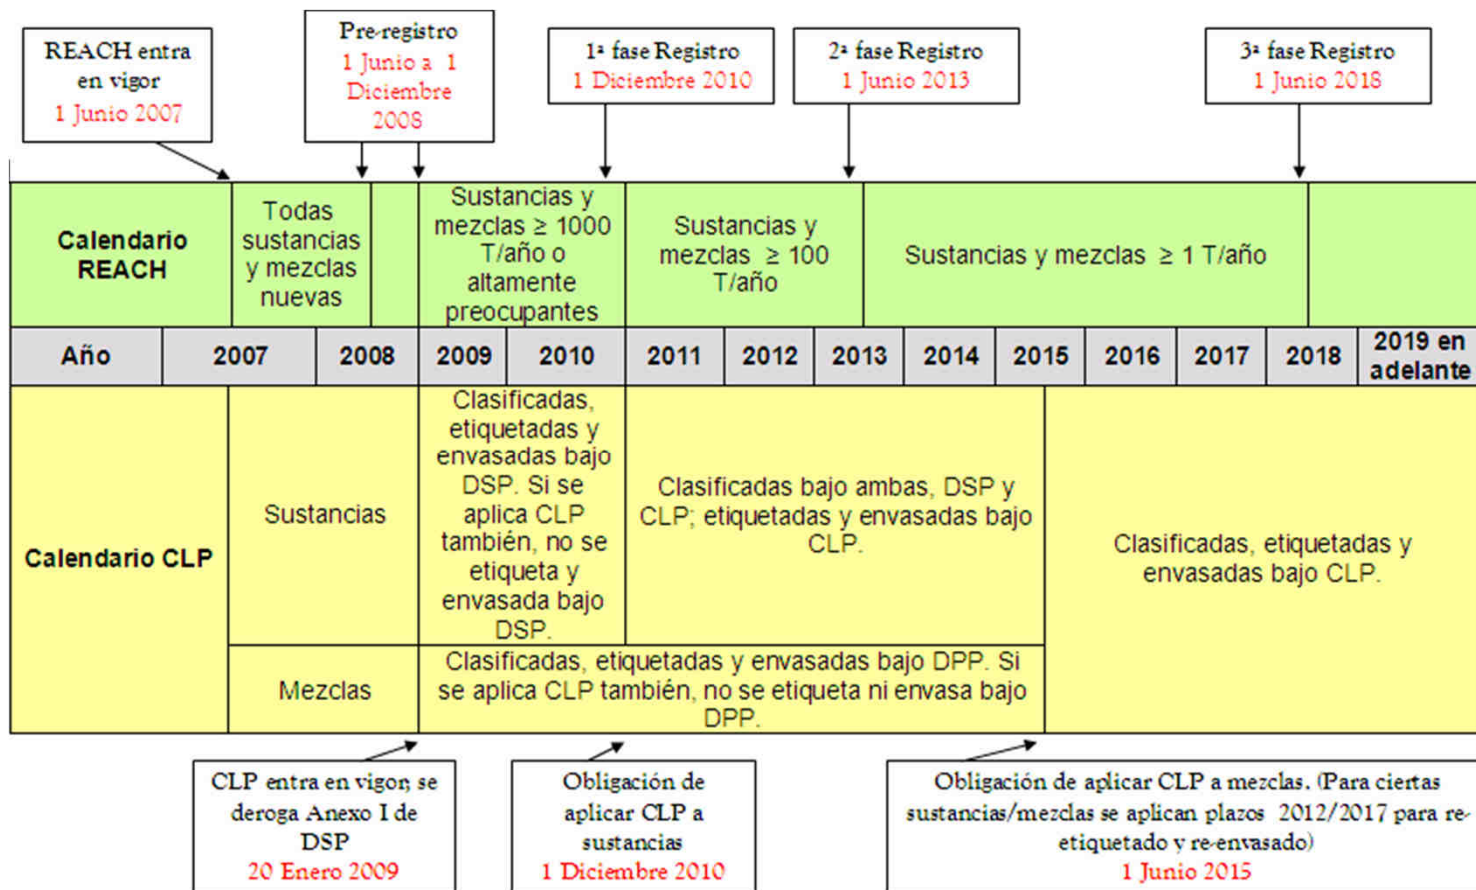 REACH entra
en vigor
1 Junio 2007
Pre-registro
1 Junio a 1
Diciembre
2008
1ª fase Registro
1 Diciembre 2010
2ª fase Registro
1 Junio 2013
3ª fase Registro
1 Junio 2018
Calendario
REACH
Todas
sustancias
y mezclas
nuevas
Sustancias y
mezclas ≥ 1000
T/año o
altamente
preocupantes
Sustancias y
mezclas ≥ 100
T/año
Sustancias y mezclas ≥ 1 T/año
Año
2007
2008
2009
2010
2011
2012
2013
2014
2015
2016
2017
2018
2019 en
adelante
Calendario CLP
Sustancias
Clasificadas,
etiquetadas y
envasadas bajo
DSP. Si se
aplica CLP
también, no se
etiqueta y
envasada bajo
DSP.
Clasificadas bajo ambas, DSP y
CLP; etiquetadas y envasadas bajo
CLP.
Clasificadas, etiquetadas y
envasadas bajo CLP.
Mezclas
Clasificadas, etiquetadas y envasadas bajo DPP. Si
se aplica CLP también, no se etiqueta ni envasa bajo
DPP.
CLP entra en vigor; se
deroga Anexo I de
DSP
20 Enero 2009
Obligación de
aplicar CLP a
sustancias
1 Diciembre 2010
Obligación de aplicar CLP a mezclas. (Para ciertas
sustancias/mezclas se aplican plazos 2012/2017 para re-
etiquetado y re-envasado)
1 Junio 2015